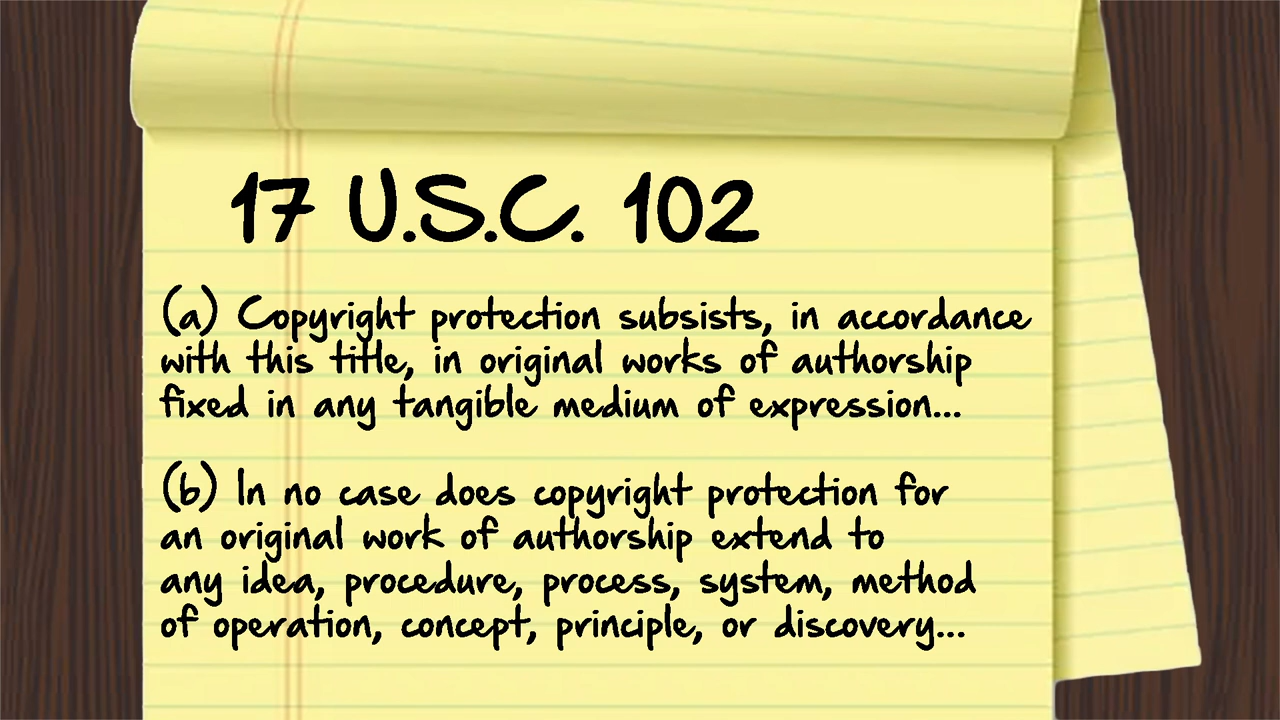 17 U.S.C. 102
(a) Copyright protection subsists, in accordance
with this title, in original works of authorship
fixed in any tangible medium of expression...
(b) In no case does copyright protection for
an original work of authorship extend to
any idea, procedure, process, system, method
of operation, concept, principle, or discovery...